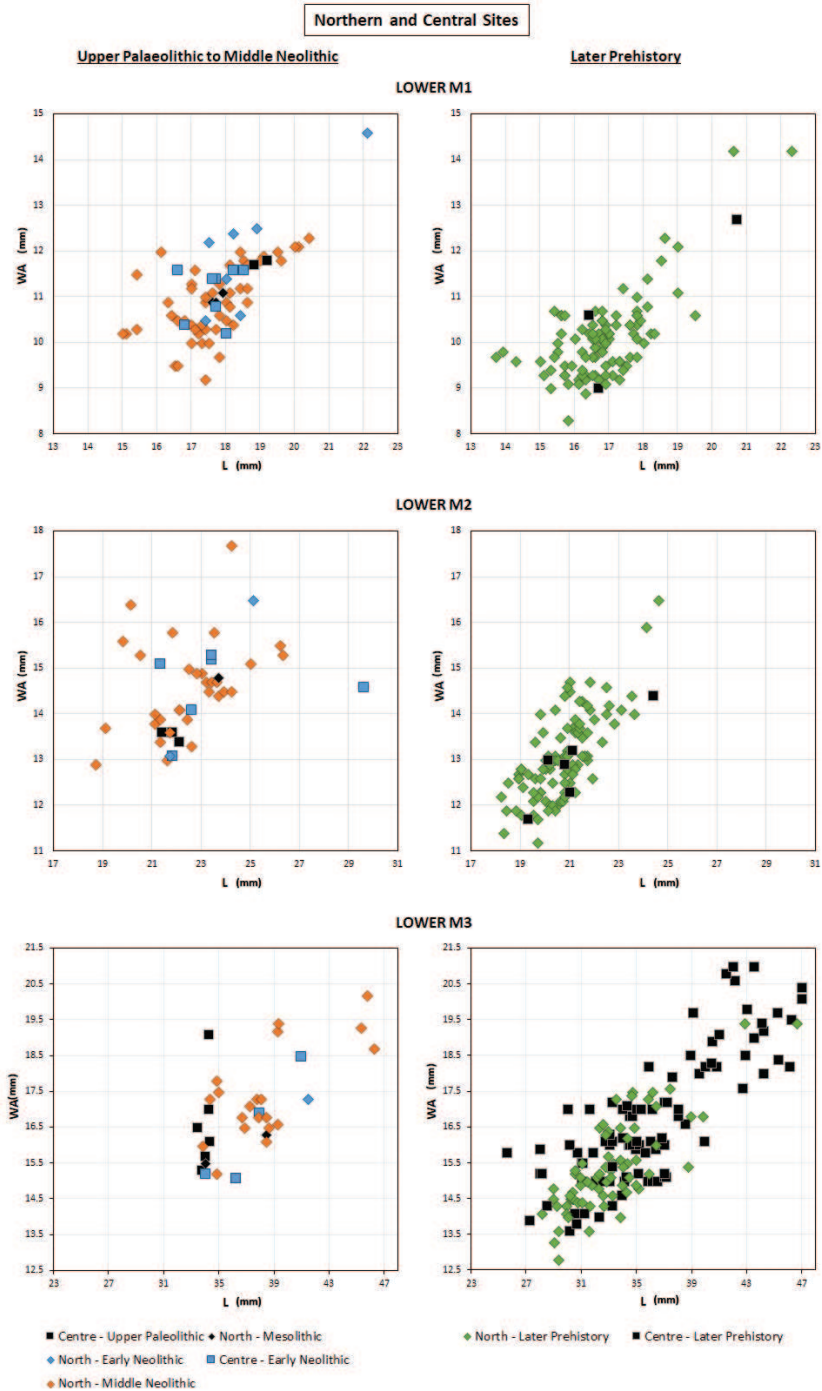 Northern and Central Sites
Upper Palaeolithic to Middle Neolithic
Later Prehistory
LOWER M1
15
14
13
12
11
10
9
8
WA (mm)
13 14 15 16 17 18 19 20 21 22 23
L (mm)
15
14
13
12
11
10
9
8
WA (mm)
13 14 15 16 17 18 19 20 21 22 23
L (mm)
LOWER M2
18
17
16
15
14
13
12
11
WA (mm)
17 19 21 23 25 27 29 31
L (mm)
18
17
16
15
14
13
12
11
WA (mm)
17 19 21 23 25 27 29 31
L (mm)
LOWER M3
21.5
20.5
19.5
18.5
17.5
16.5
15.5
14.5
13.5
12.5
WA(mm)
23 27 31 35 39 43 47
L (mm)
21.5
20.5
19.5
18.5
17.5
16.5
15.5
14.5
13.5
12.5
WA (mm)
23 27 31 35 39 43 47
L (mm)
Centre - Upper Paleolithic North - Mesolithic
North - Early Neolithic Centre - Early Neolithic
North - Middle Neolithic
North - Later Prehistory Centre - Later Prehistory